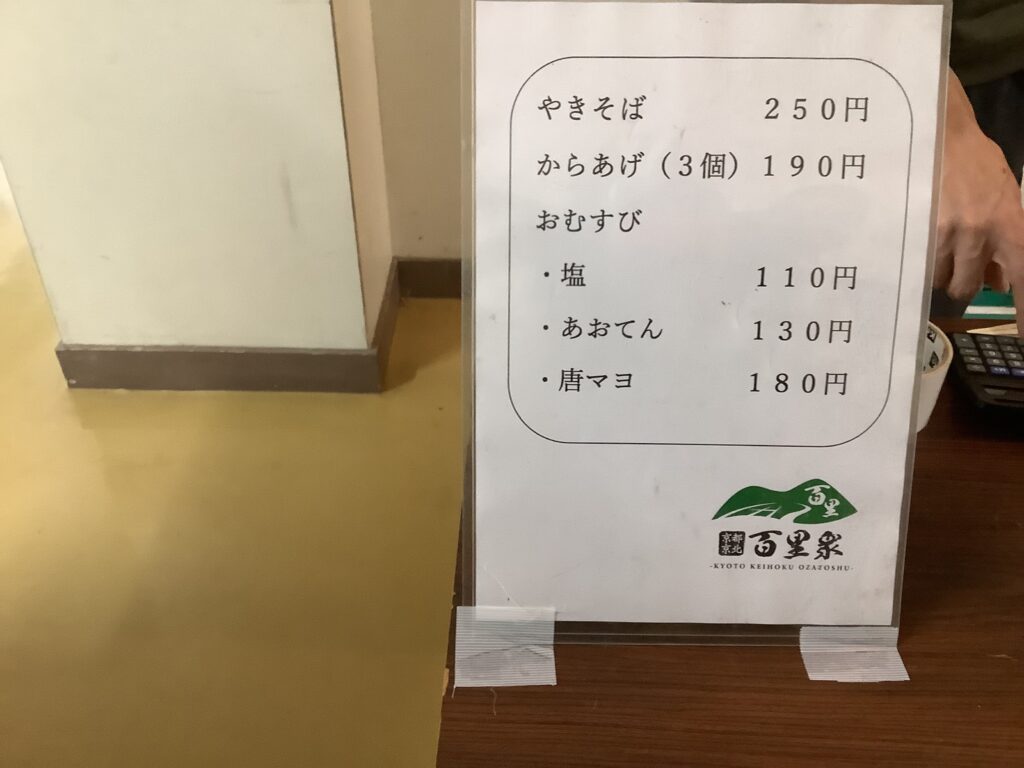 やきそば ２５０円
からあげ（３個）１９０円
おむすび
・塩 １１０円
・あおてん １３０円
・唐マヨ １８０円
百里
京都
京北
百里衆
-KYOTO KEIHOKU OZAZOSHU-